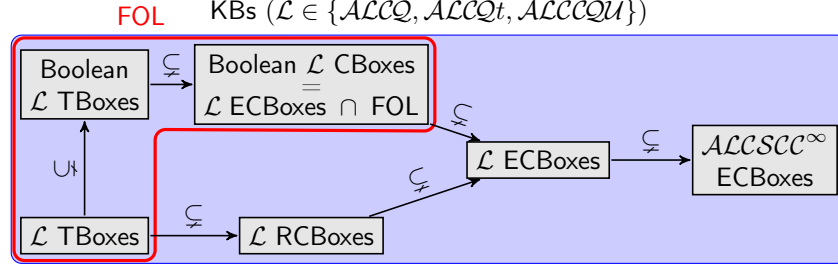 FOL KBs (ℒ ∈ {𝒜ℒ𝒞𝒬, 𝒜ℒ𝒞𝒬t, 𝒜ℒ𝒞𝒞𝒬𝒰})
Boolean
ℒ TBoxes
⊊
Boolean ℒ CBoxes
=
ℒ ECBoxes ∩ FOL
⊊
⊊
ℒ ECBoxes
⊊
𝒜ℒ𝒞𝒮𝒞𝒞∞
ECBoxes
⊊
ℒ TBoxes
⊊
ℒ RCBoxes